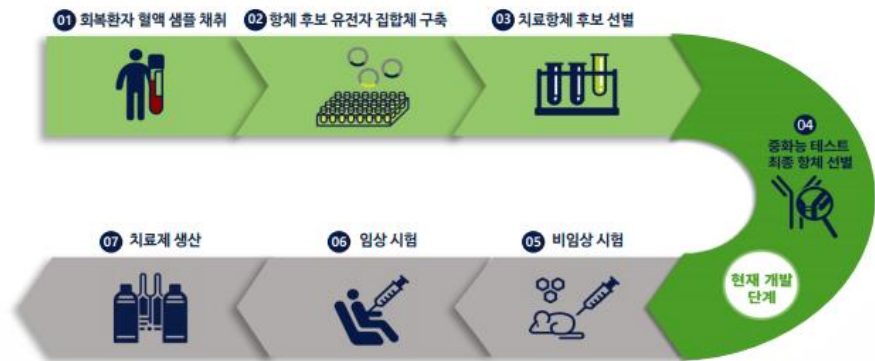 01 회복환자 혈액 샘플 채취
02 항체 후보 유전자 집합체 구축
03 치료항체 후보 선별
04
중화능 테스트
최종 항체 선별
현재 개발
단계
05 비임상 시험
06 임상 시험
07 치료제 생산